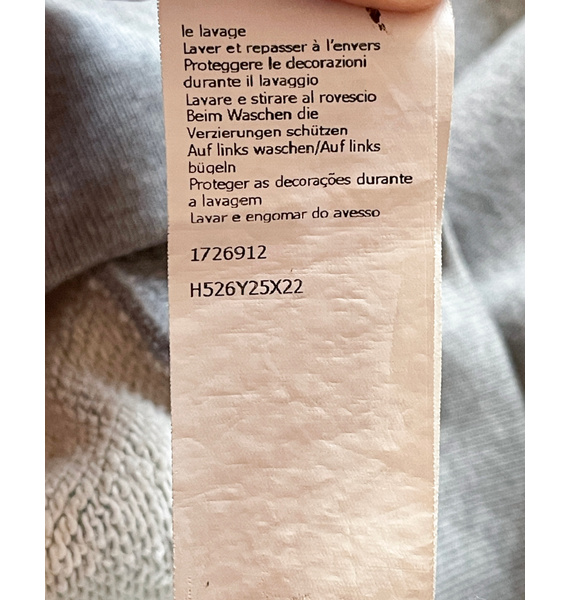 le lavage
Laver et repasser à l'envers
Proteggere le decorazioni
durante il lavaggio
Lavare e stirare al rovescio
Beim Waschen die
Verzierungen schützen
Auf links waschen/Auf links
bügeln
Proteger as decorações durante
a lavagem
Lavar e engomar do avesso
1726912
H526Y25X22